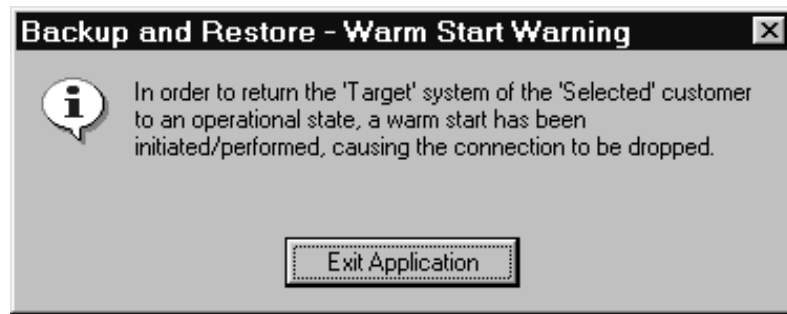 Backup and Restore - Warm Start Warning
In order to return the 'Target' system of the 'Selected' customer
to an operational state, a warm start has been
initiated/performed, causing the connection to be dropped.
Exit Application